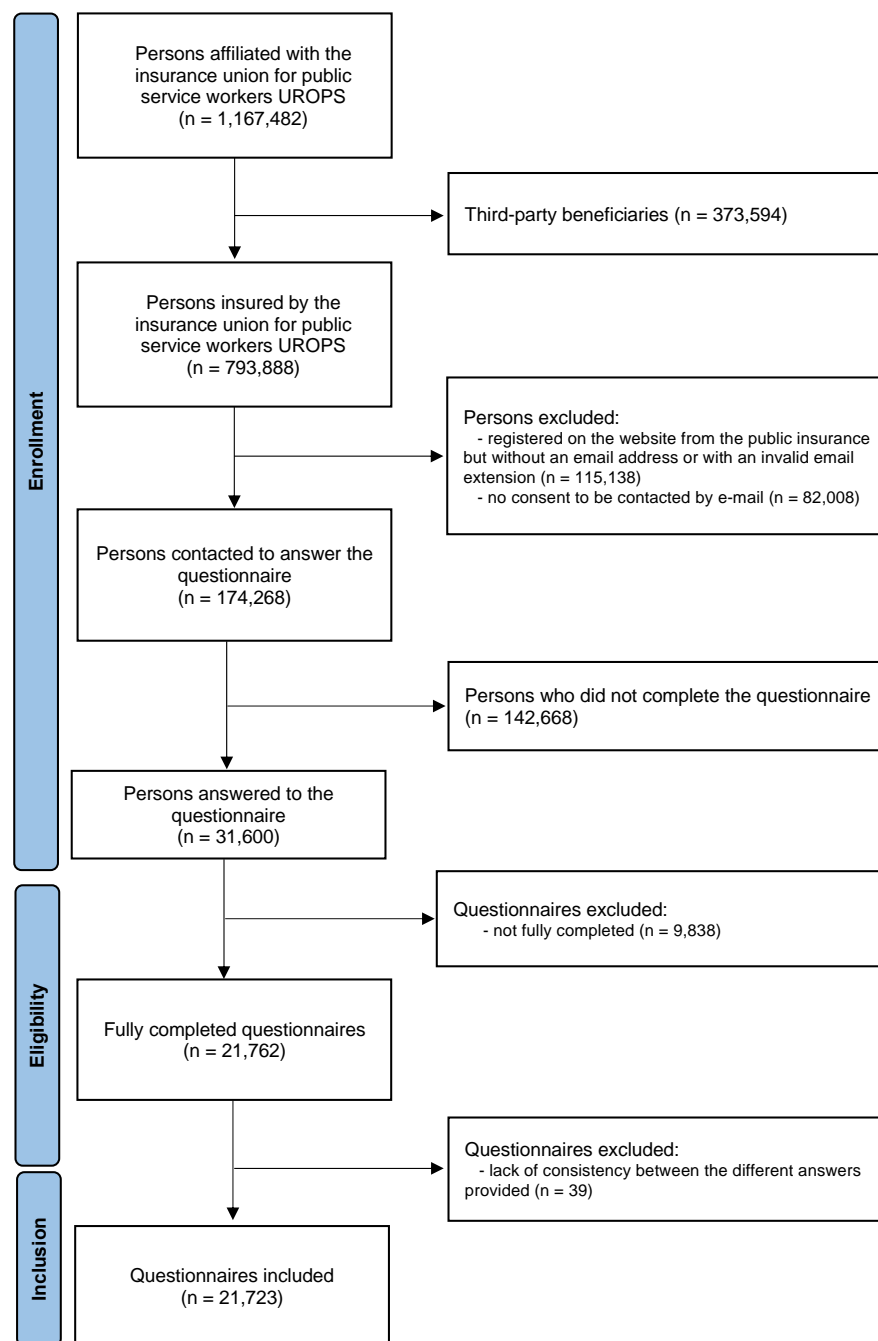 Persons affiliated with the
insurance union for public
service workers UROPS
(n = 1,167,482)
Third-party beneficiaries (n = 373,594)
Persons insured by the
insurance union for public
service workers UROPS
(n = 793,888)
Enrollment
Persons excluded:
- registered on the website from the public insurance
but without an email address or with an invalid email
extension (n = 115,138)
- no consent to be contacted by e-mail (n = 82,008)
Persons contacted to answer the
questionnaire
(n = 174,268)
Persons who did not complete the questionnaire
(n = 142,668)
Persons answered to the
questionnaire
(n = 31,600)
Questionnaires excluded:
- not fully completed (n = 9,838)
Eligibility
Fully completed questionnaires
(n = 21,762)
Questionnaires excluded:
- lack of consistency between the different answers
provided (n = 39)
Inclusion
Questionnaires included
(n = 21,723)